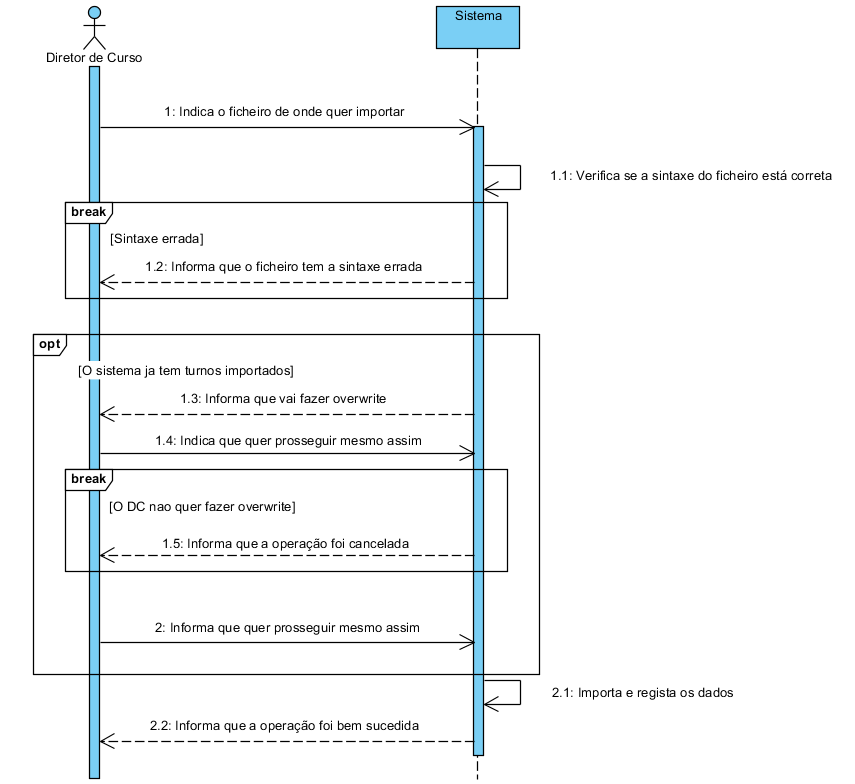 Sistema
Diretor de Curso
1: Indica o ficheiro de onde quer importar
1.1: Verifica se a sintaxe do ficheiro está correta
break
[Sintaxe errada]
1.2: Informa que o ficheiro tem a sintaxe errada
opt
[O sistema ja tem turnos importados]
1.3: Informa que vai fazer overwrite
1.4: Indica que quer prosseguir mesmo assim
break
[O DC nao quer fazer overwrite]
1.5: Informa que a operação foi cancelada
2: Informa que quer prosseguir mesmo assim
2.1: Importa e regista os dados
2.2: Informa que a operação foi bem sucedida